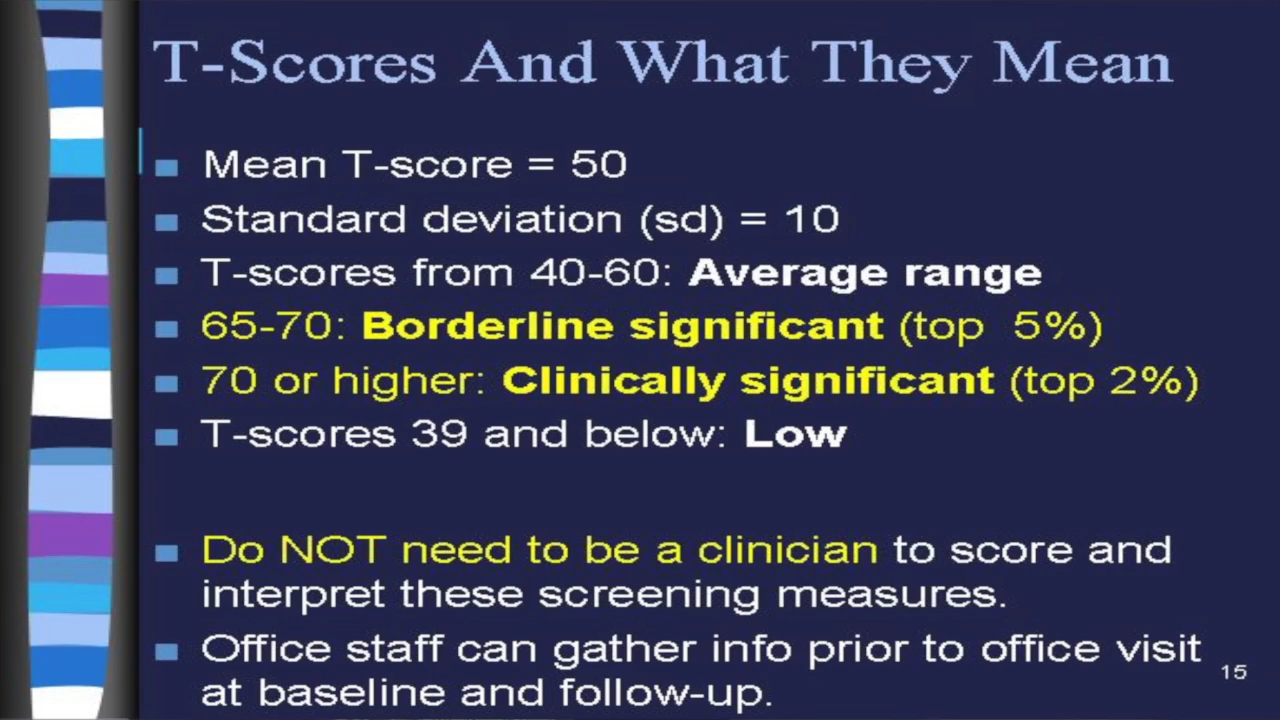 T-Scores And What They Mean
Mean T-score = 50
Standard deviation (sd) = 10
T-scores from 40-60: Average range
65-70: Borderline significant (top 5%)
70 or higher: Clinically significant (top 2%)
T-scores 39 and below: Low
Do NOT need to be a clinician to score and
interpret these screening measures.
Office staff can gather info prior to office visit
at baseline and follow-up.
15